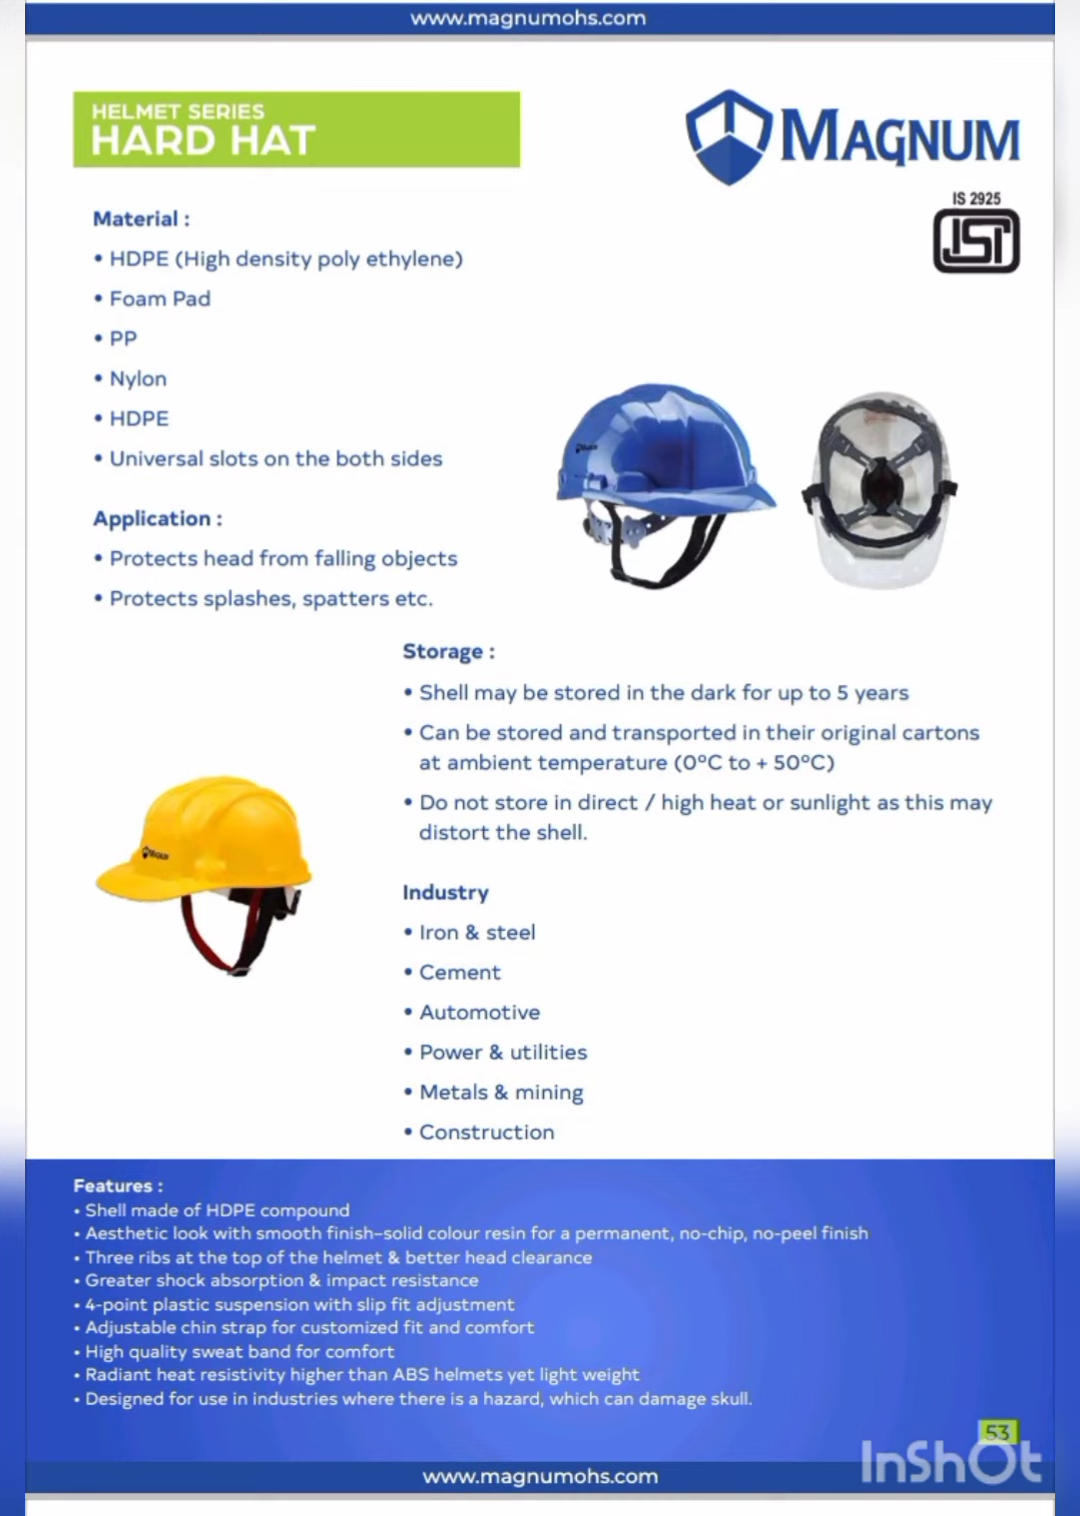 www.magnumohs.com
HELMET SERIES
HARD HAT
MAGNUM
IS 2925
ISI
Material :
• HDPE (High density poly ethylene)
• Foam Pad
• PP
• Nylon
• HDPE
• Universal slots on the both sides
Application :
• Protects head from falling objects
• Protects splashes, spatters etc.
Storage :
• Shell may be stored in the dark for up to 5 years
• Can be stored and transported in their original cartons
at ambient temperature (0°C to + 50°C)
• Do not store in direct / high heat or sunlight as this may
distort the shell.
Industry
• Iron & steel
• Cement
• Automotive
• Power & utilities
• Metals & mining
• Construction
Features :
• Shell made of HDPE compound
• Aesthetic look with smooth finish–solid colour resin for a permanent, no-chip, no-peel finish
• Three ribs at the top of the helmet & better head clearance
• Greater shock absorption & impact resistance
• 4-point plastic suspension with slip fit adjustment
• Adjustable chin strap for customized fit and comfort
• High quality sweat band for comfort
• Radiant heat resistivity higher than ABS helmets yet light weight
• Designed for use in industries where there is a hazard, which can damage skull.
53
InShOt
www.magnumohs.com